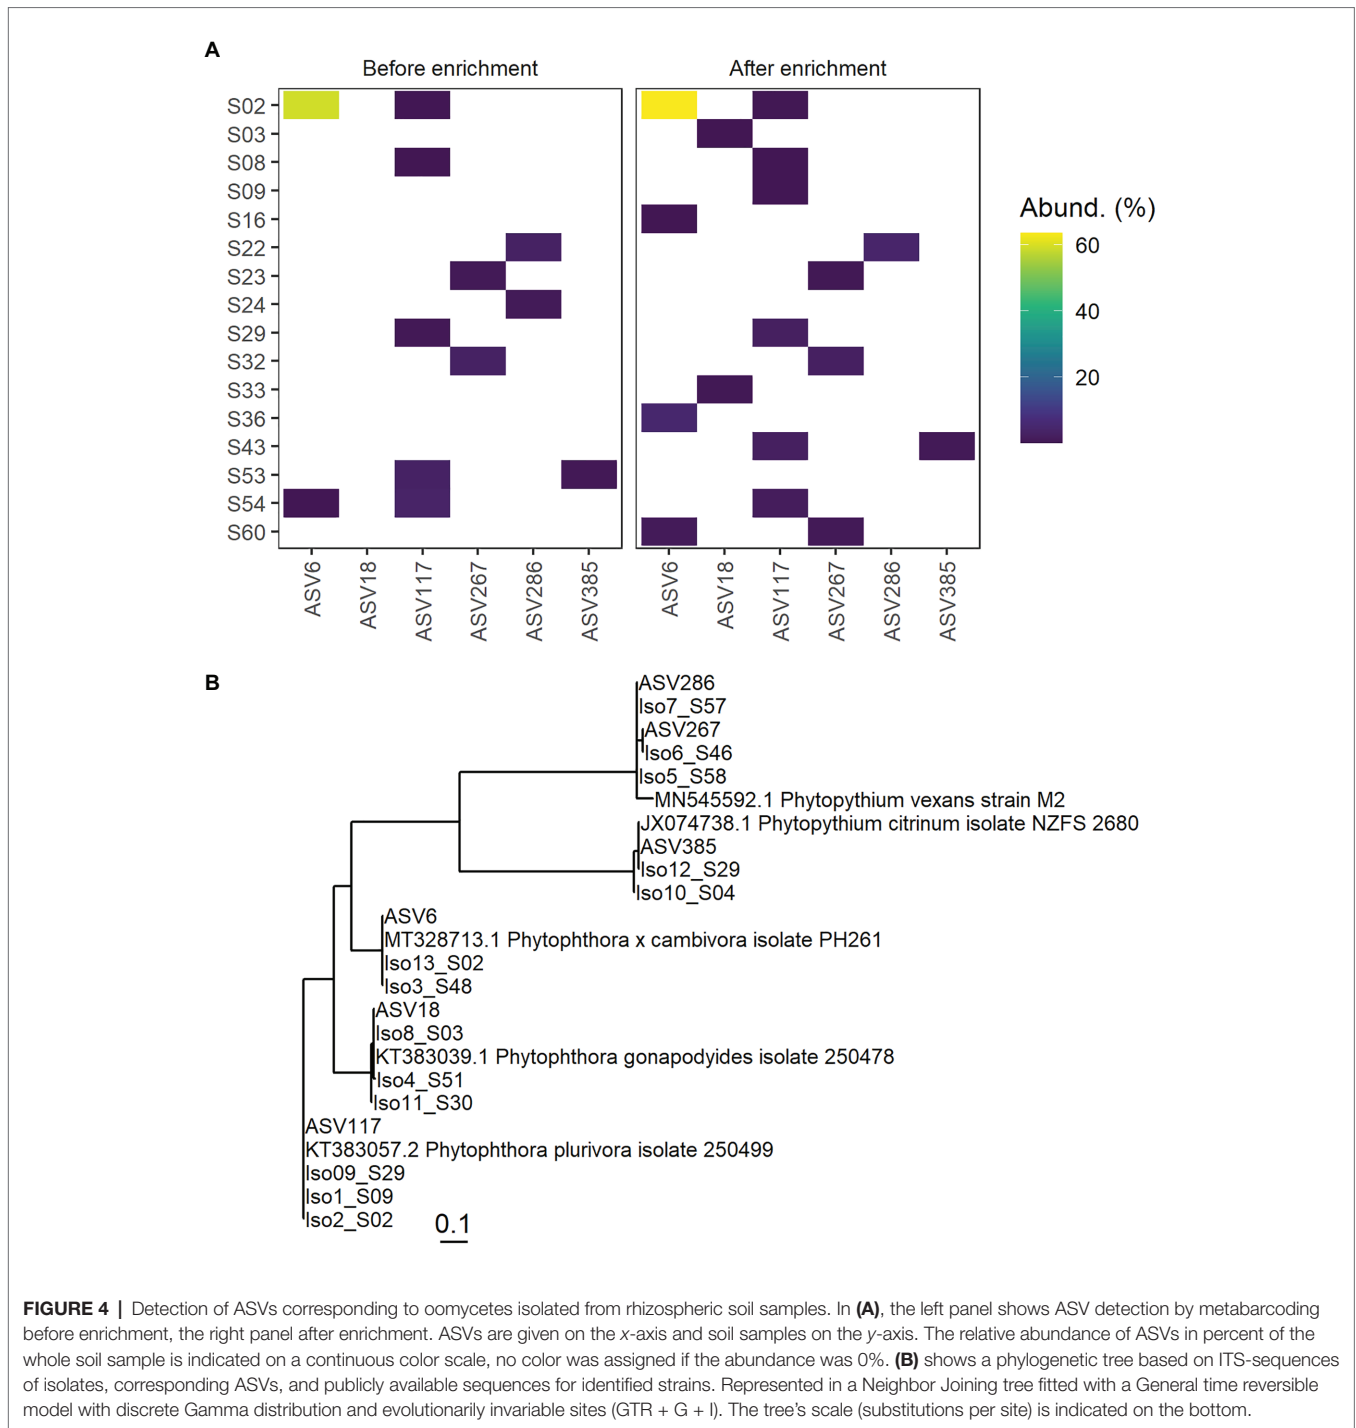 A
Before enrichment
After enrichment
S02
S03
S08
S09
S16
S22
S23
S24
S29
S32
S33
S36
S43
S53
S54
S60
ASV6
ASV18
ASV117
ASV267
ASV286
ASV385
ASV6
ASV18
ASV117
ASV267
ASV286
ASV385
Abund. (%)
60
40
20
B
ASV286
Iso7_S57
ASV267
Iso6_S46
Iso5_S58
MN545592.1 Phytopythium vexans strain M2
JX074738.1 Phytopythium citrinum isolate NZFS 2680
ASV385
Iso12_S29
Iso10_S04
ASV6
MT328713.1 Phytophthora x cambivora isolate PH261
Iso13_S02
Iso3_S48
ASV18
Iso8_S03
KT383039.1 Phytophthora gonapodyides isolate 250478
Iso4_S51
Iso11_S30
ASV117
KT383057.2 Phytophthora plurivora isolate 250499
Iso09_S29
Iso1_S09
Iso2_S02
0.1
FIGURE 4 | Detection of ASVs corresponding to oomycetes isolated from rhizospheric soil samples. In (A), the left panel shows ASV detection by metabarcoding
before enrichment, the right panel after enrichment. ASVs are given on the x-axis and soil samples on the y-axis. The relative abundance of ASVs in percent of the
whole soil sample is indicated on a continuous color scale, no color was assigned if the abundance was 0%. (B) shows a phylogenetic tree based on ITS-sequences
of isolates, corresponding ASVs, and publicly available sequences for identified strains. Represented in a Neighbor Joining tree fitted with a General time reversible
model with discrete Gamma distribution and evolutionarily invariable sites (GTR + G + I). The tree's scale (substitutions per site) is indicated on the bottom.